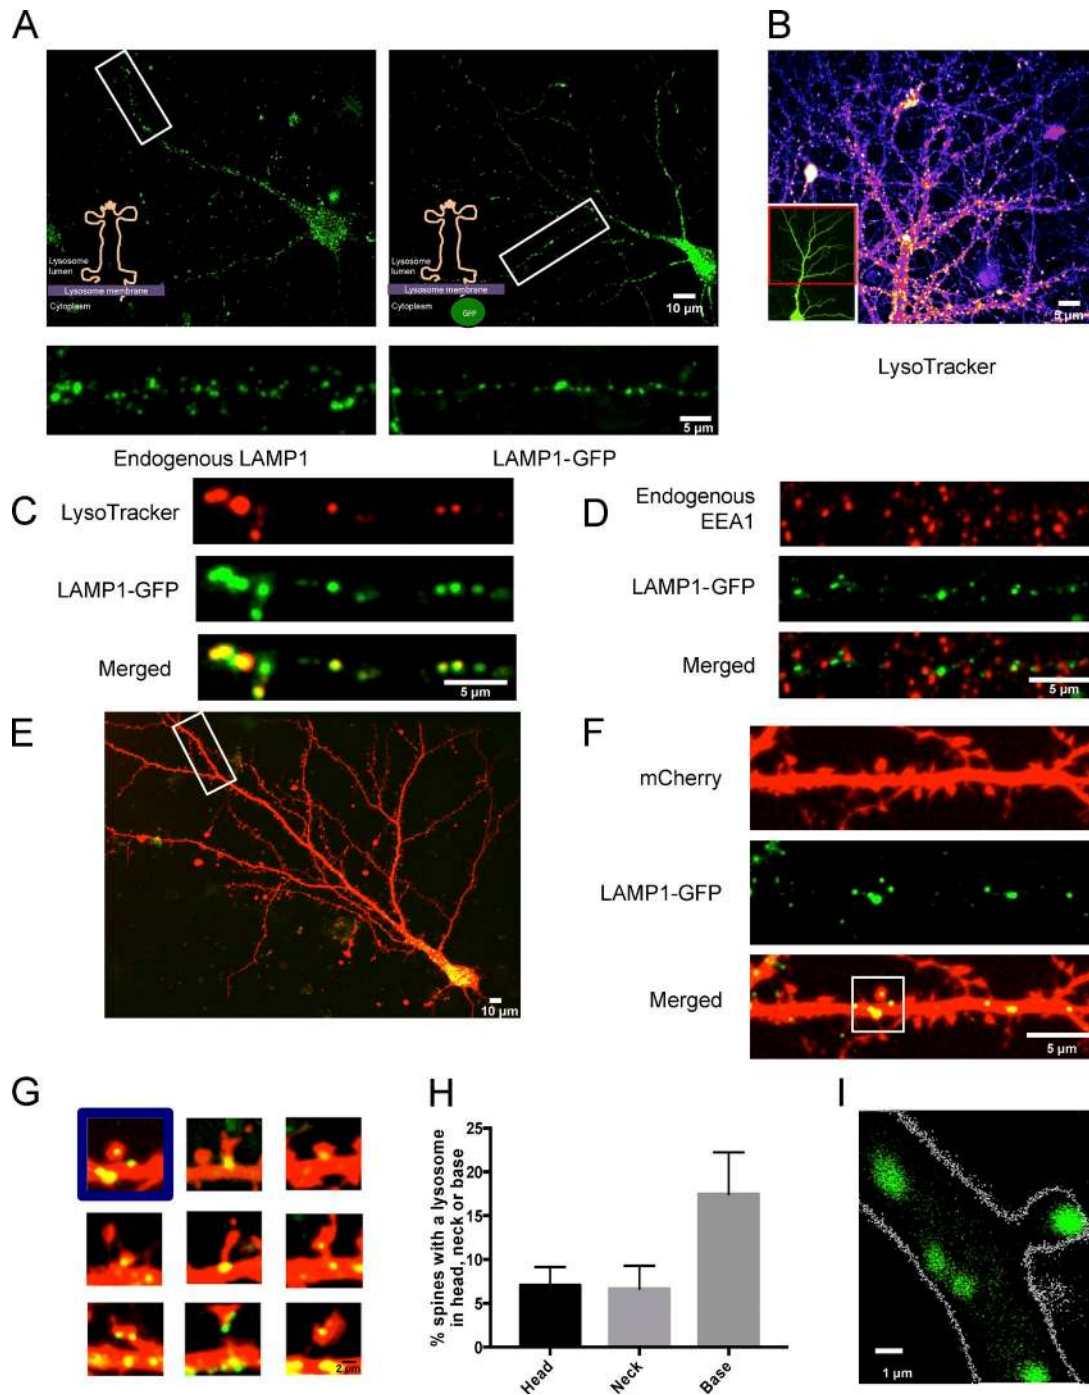 A
Lysosome
lumen
Lysosome membrane
Cytoplasm
Lysosome
lumen
Lysosome membrane
Cytoplasm
GFP
10 µm
5 µm
Endogenous LAMP1
LAMP1-GFP
B
5 µm
LysoTracker
C
LysoTracker
LAMP1-GFP
Merged
5 µm
D
Endogenous
EEA1
LAMP1-GFP
Merged
5 µm
E
10 µm
F
mCherry
LAMP1-GFP
Merged
5 µm
G
2 µm
H
% spines with a lysosome
in head, neck or base
25
20
15
10
5
0
Head
Neck
Base
I
1 µm